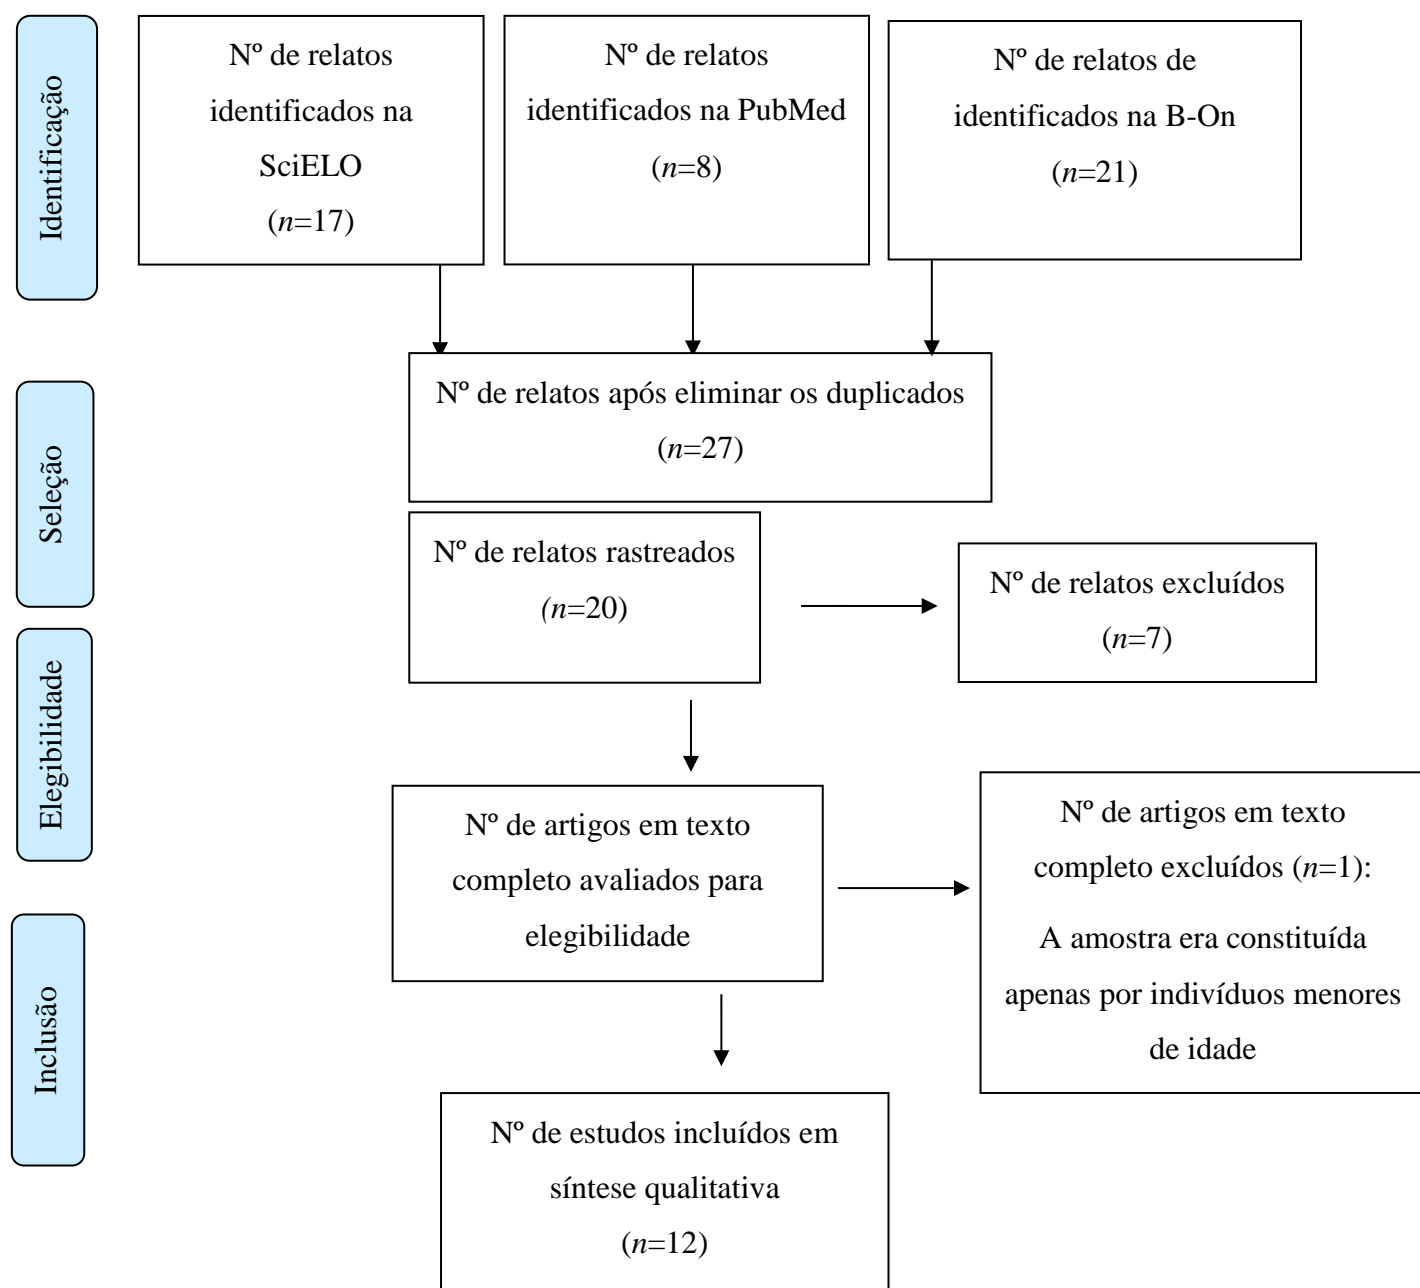 Identificação
Nº de relatos
identificados na
SciELO
(n=17)
Nº de relatos
identificados na PubMed
(n=8)
Nº de relatos de
identificados na B-On
(n=21)
Nº de relatos após eliminar os duplicados
(n=27)
Seleção
Nº de relatos rastreados
(n=20)
Nº de relatos excluídos
(n=7)
Elegibilidade
Nº de artigos em texto
completo avaliados para
elegibilidade
Nº de artigos em texto
completo excluídos (n=1):
A amostra era constituída
apenas por indivíduos menores
de idade
Inclusão
Nº de estudos incluídos em
síntese qualitativa
(n=12)